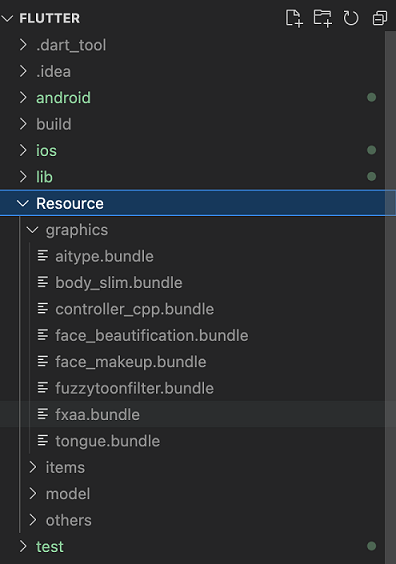 FLUTTER
.dart_tool
.idea
android
build
ios
lib
Resource
graphics
aitype.bundle
body_slim.bundle
controller_cpp.bundle
face_beautification.bundle
face_makeup.bundle
fuzzytoonfilter.bundle
fxaa.bundle
tongue.bundle
items
model
others
test